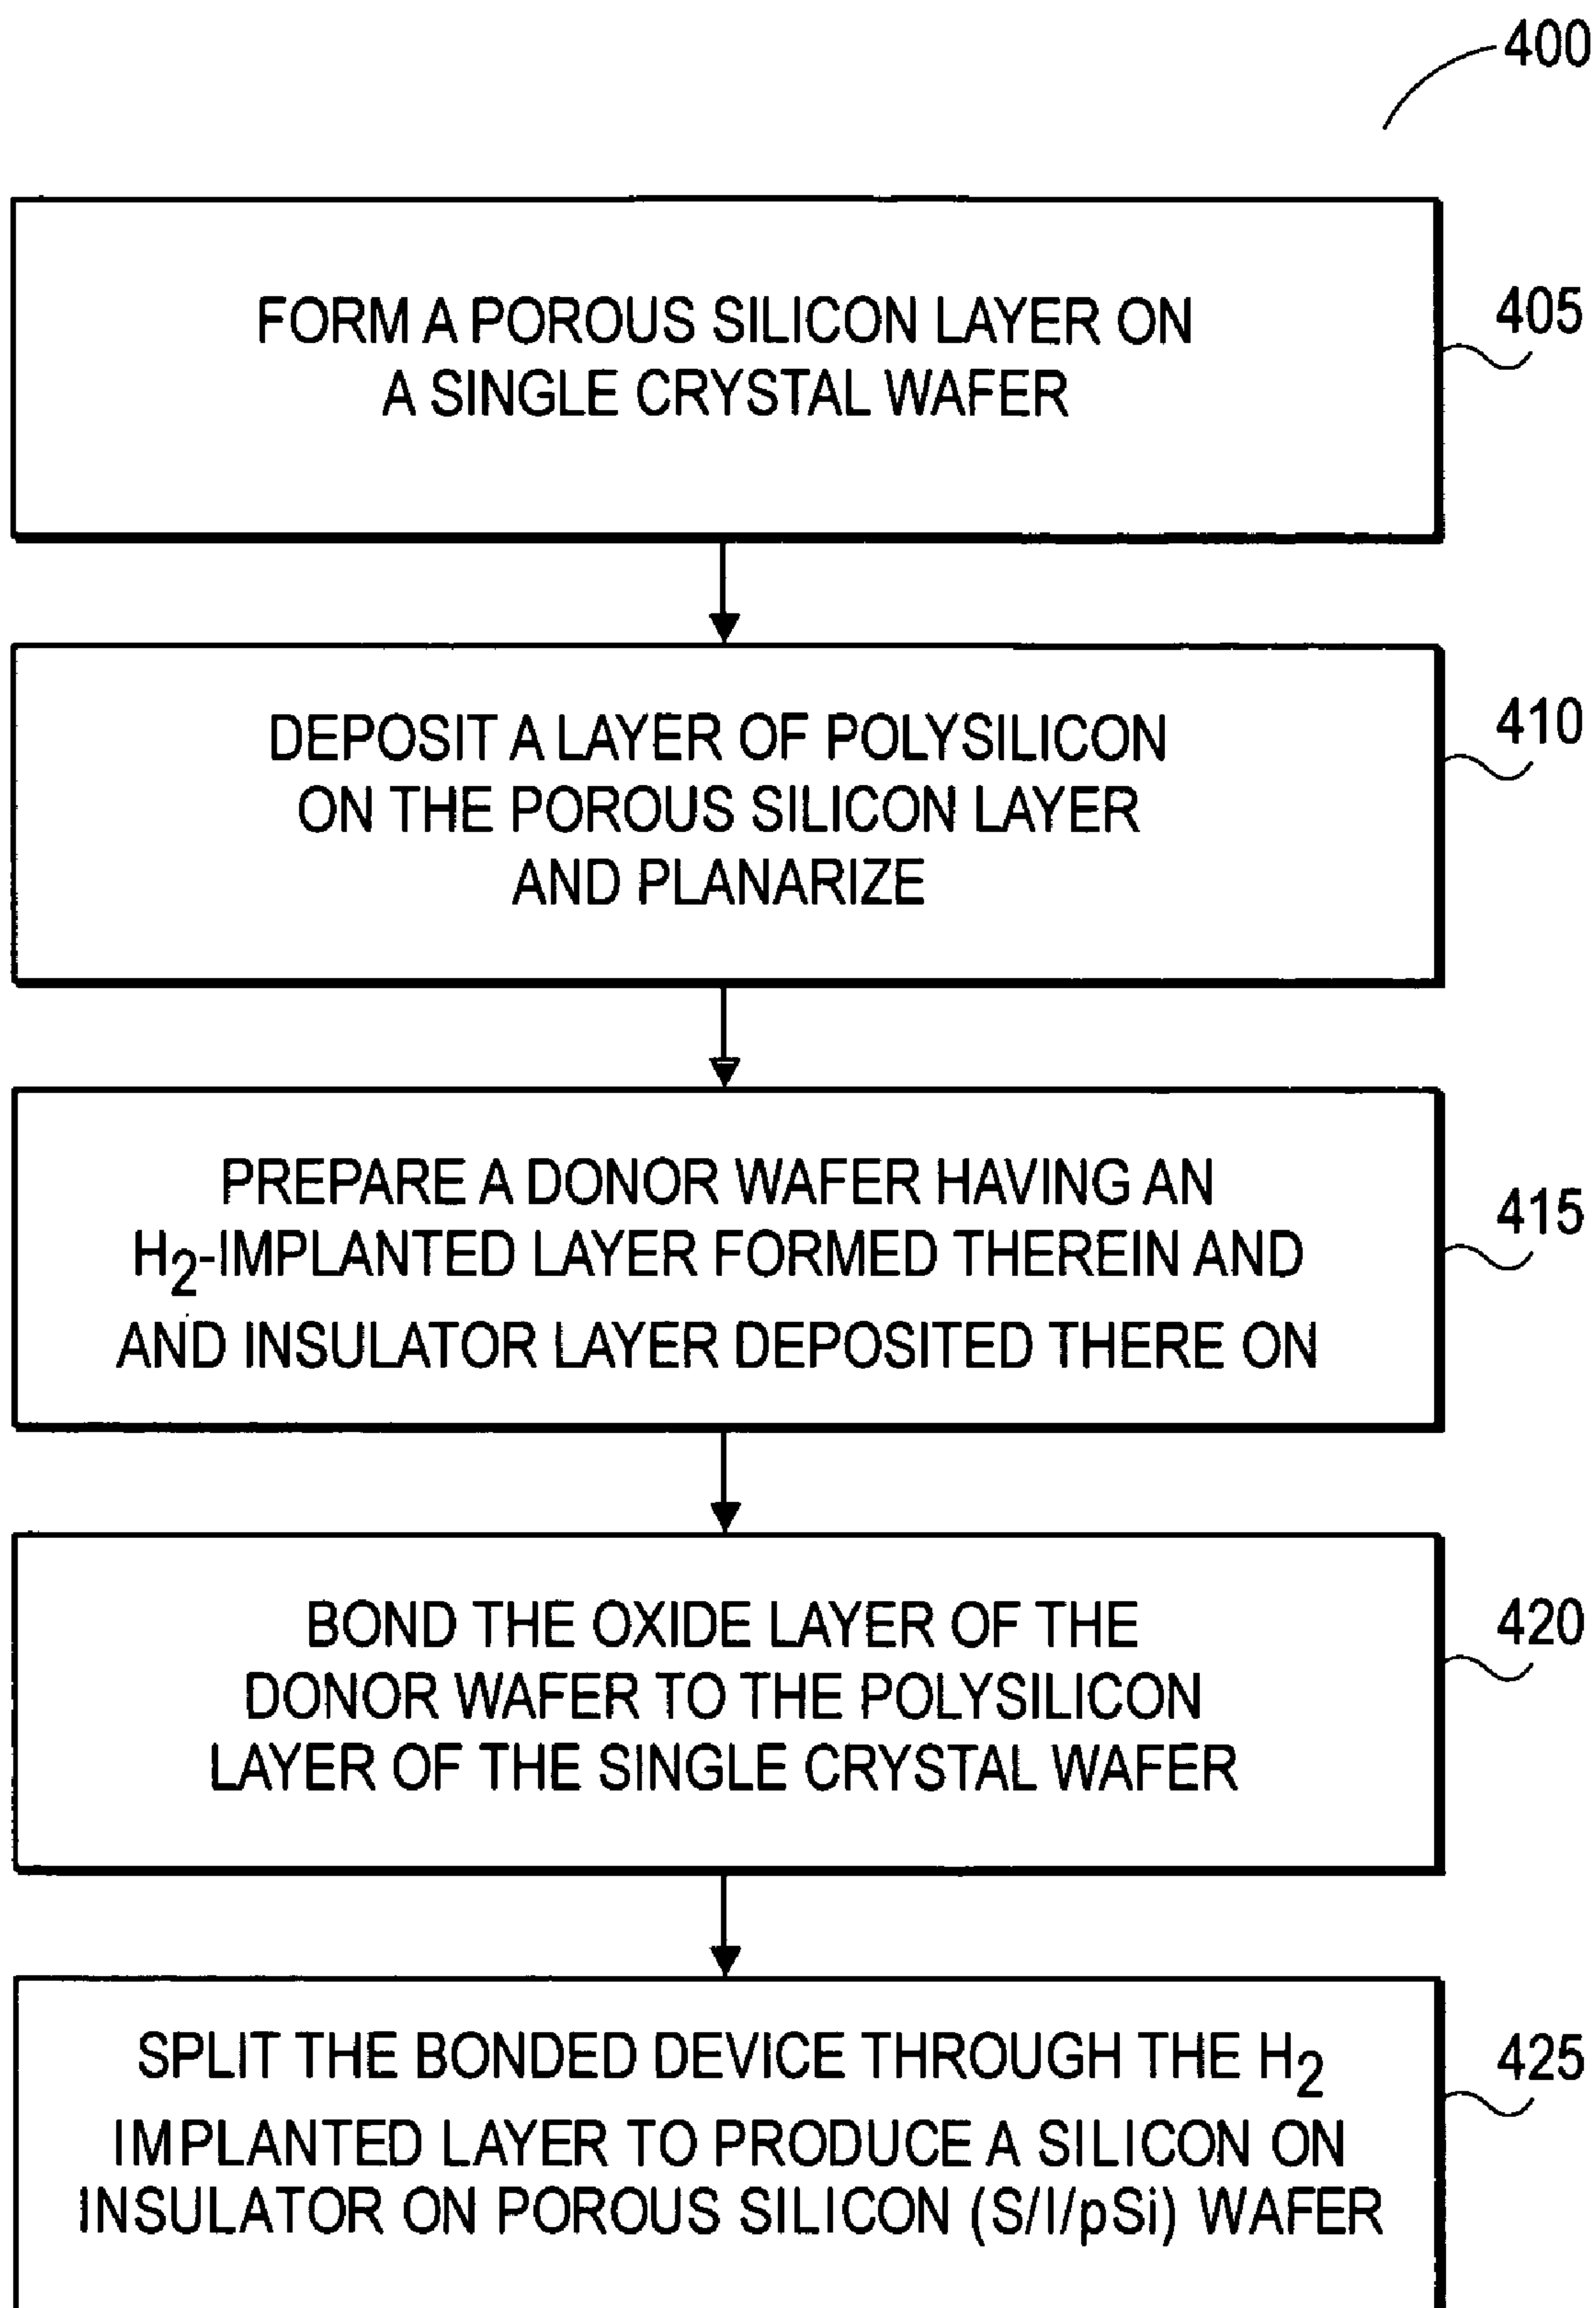 400
FORM A POROUS SILICON LAYER ON
A SINGLE CRYSTAL WAFER
405
DEPOSIT A LAYER OF POLYSILICON
ON THE POROUS SILICON LAYER
AND PLANARIZE
410
PREPARE A DONOR WAFER HAVING AN
H2-IMPLANTED LAYER FORMED THEREIN AND
AND INSULATOR LAYER DEPOSITED THERE ON
415
BOND THE OXIDE LAYER OF THE
DONOR WAFER TO THE POLYSILICON
LAYER OF THE SINGLE CRYSTAL WAFER
420
SPLIT THE BONDED DEVICE THROUGH THE H2
IMPLANTED LAYER TO PRODUCE A SILICON ON
INSULATOR ON POROUS SILICON (S/I/pSi) WAFER
425